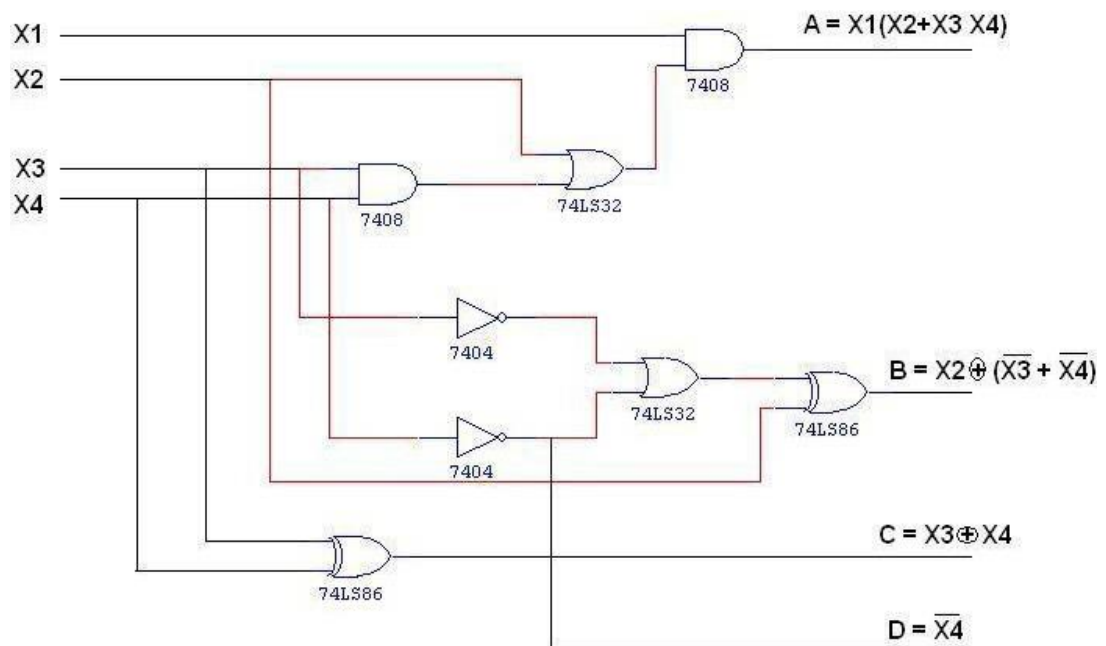 X1
A = X1(X2+X3 X4)
X2
7408
X3
X4
7408
74LS32
7404
B = X2 ⊕ (X̅3̅ + X̅4̅)
74LS32
74LS86
7404
C = X3⊕X4
74LS86
D = X̅4̅